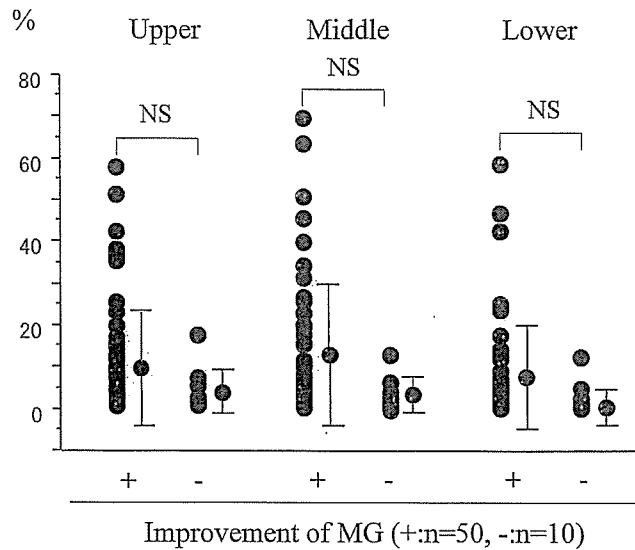 %
Upper Middle Lower
NS NS NS
80
60
40
20
0
+ - + - + -
Improvement of MG (+:n=50, -:n=10)